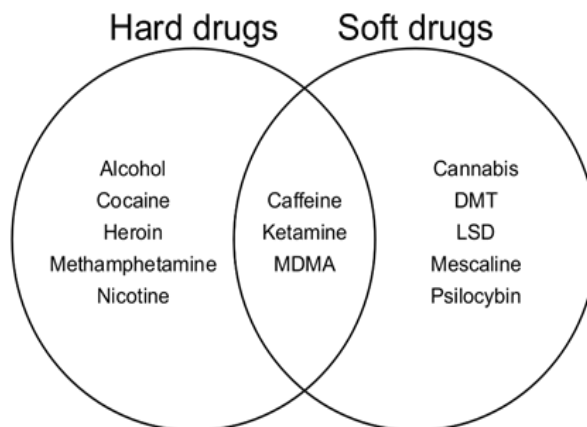 Hard drugs
Soft drugs
Alcohol
Cocaine
Heroin
Methamphetamine
Nicotine
Caffeine
Ketamine
MDMA
Cannabis
DMT
LSD
Mescaline
Psilocybin